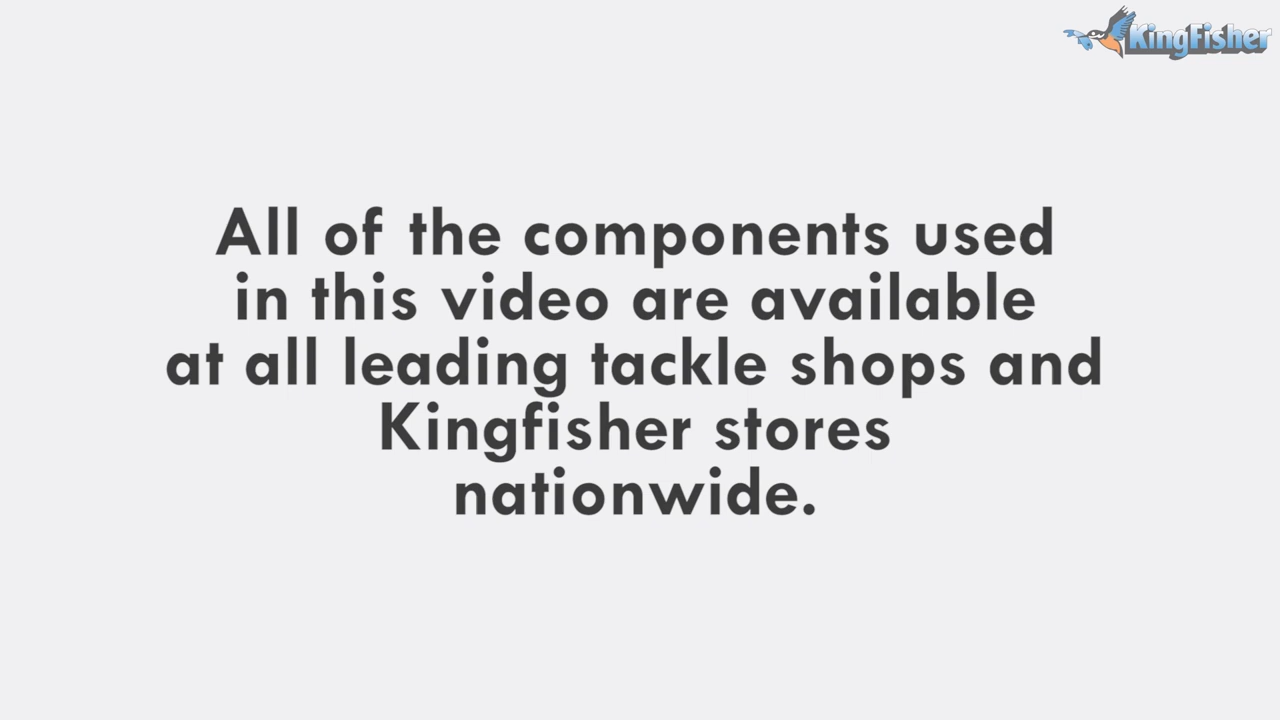 KingFisher
All of the components used
in this video are available
at all leading tackle shops and
Kingfisher stores
nationwide.